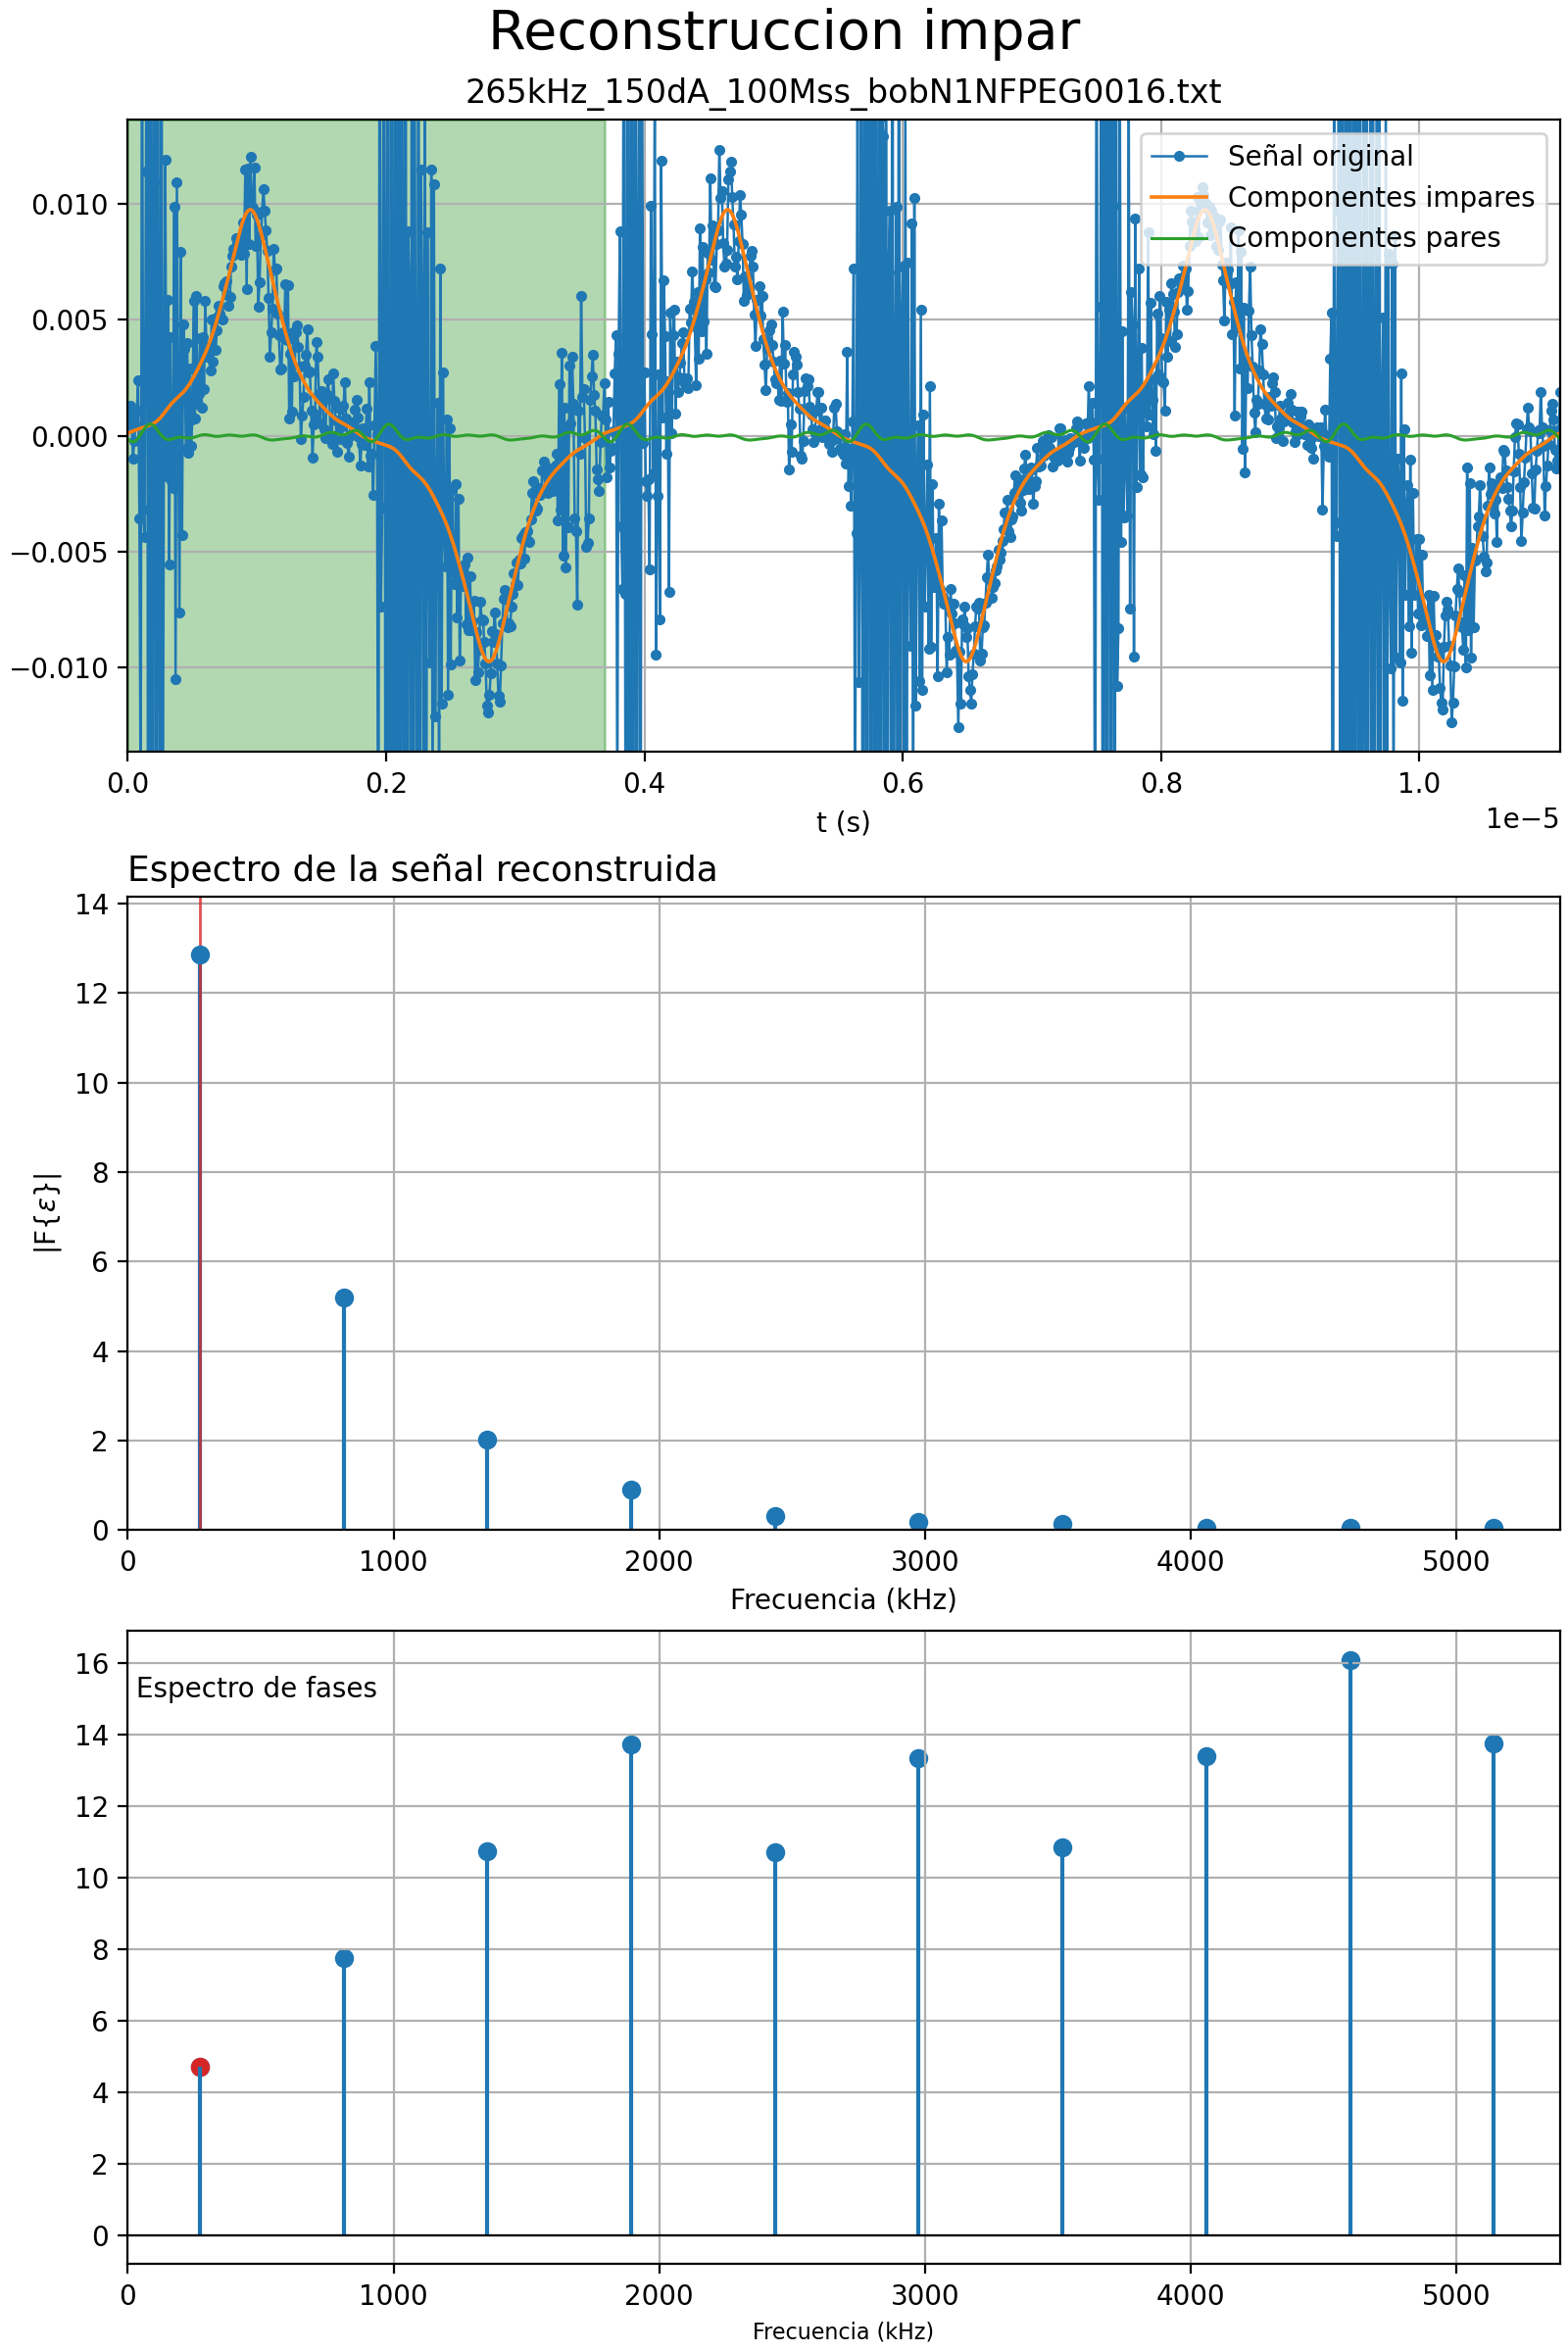 Reconstruccion impar
265kHz_150dA_100Mss_bobN1NFPEG0016.txt
Señal original
Componentes impares
Componentes pares
0.010
0.005
0.000
−0.005
−0.010
0.0 0.2 0.4 0.6 0.8 1.0
t (s)
1e−5
Espectro de la señal reconstruida
14
12
10
8
6
4
2
0
|F{ε}|
0 1000 2000 3000 4000 5000
Frecuencia (kHz)
16
Espectro de fases
14
12
10
8
6
4
2
0
0 1000 2000 3000 4000 5000
Frecuencia (kHz)